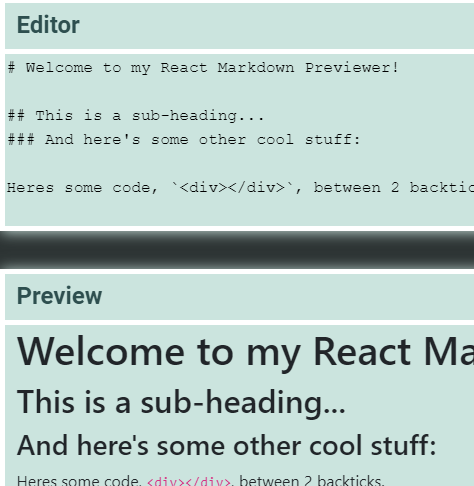 Editor
# Welcome to my React Markdown Previewer!
## This is a sub-heading...
### And here's some other cool stuff:
Heres some code, `<div></div>`, between 2 backtic
Preview
Welcome to my React Ma
This is a sub-heading...
And here's some other cool stuff:
Heres some code, <div></div>, between 2 backticks.